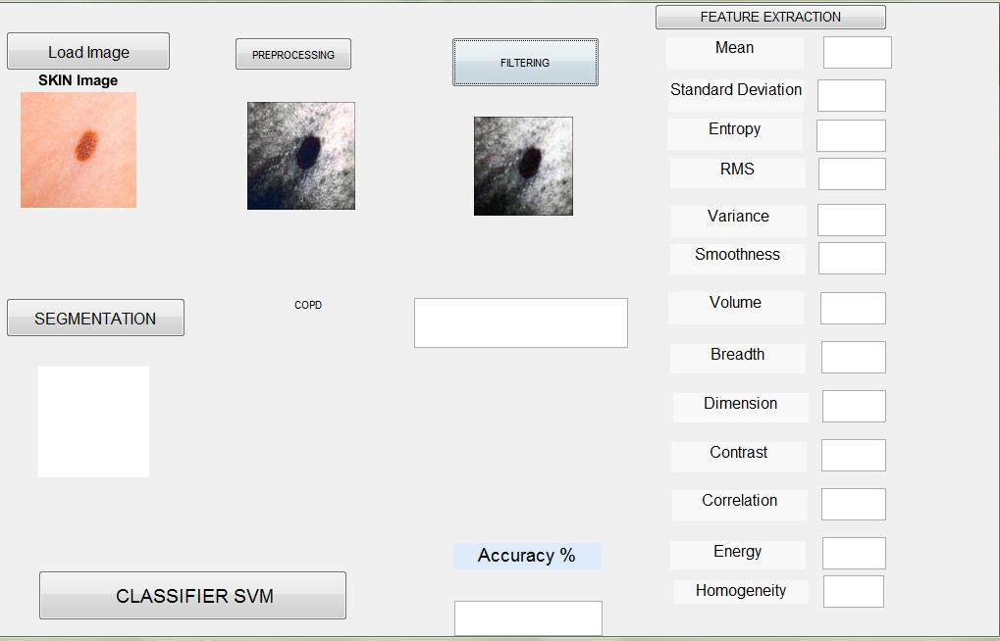 FEATURE EXTRACTION
Load Image
PREPROCESSING
FILTERING
SKIN Image
Mean
Standard Deviation
Entropy
RMS
Variance
Smoothness
Volume
Breadth
Dimension
Contrast
Correlation
Energy
Homogeneity
SEGMENTATION
COPD
Accuracy %
CLASSIFIER SVM